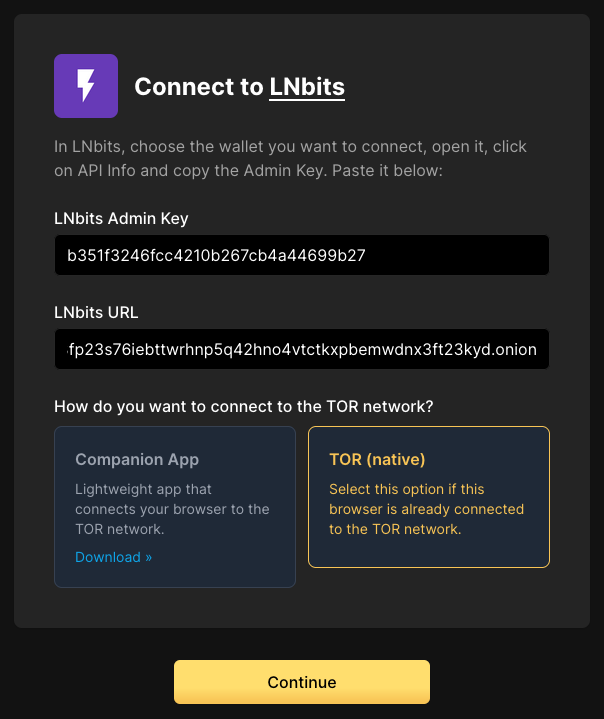 Connect to LNbits
In LNbits, choose the wallet you want to connect, open it, click
on API Info and copy the Admin Key. Paste it below:
LNbits Admin Key
b351f3246fcc4210b267cb4a44699b27
LNbits URL
fp23s76iebttwrhnp5q42hno4vtctkxpbemwdnx3ft23kyd.onion
How do you want to connect to the TOR network?
Companion App
Lightweight app that
connects your browser to the
TOR network.
Download »
TOR (native)
Select this option if this
browser is already connected
to the TOR network.
Continue